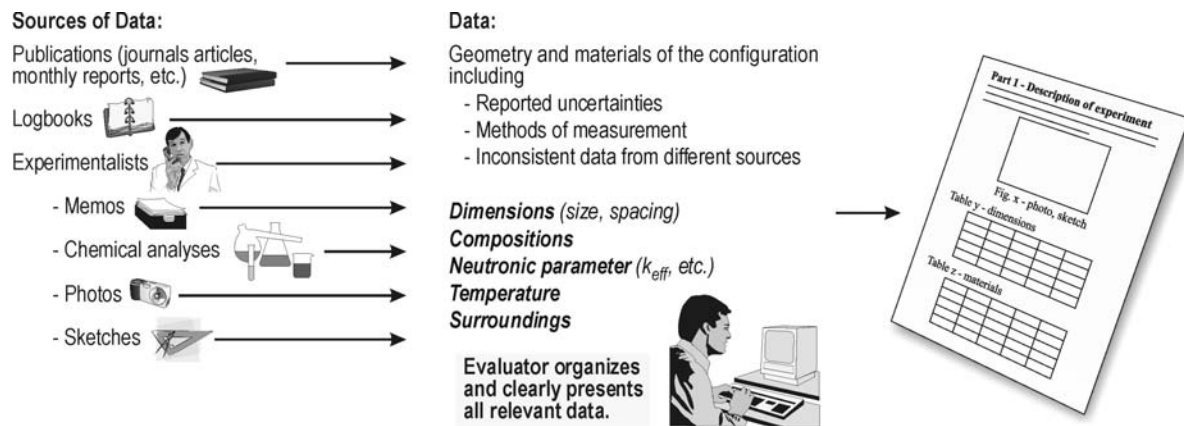 Sources of Data:
Publications (journals articles,
monthly reports, etc.)
Logbooks
Experimentalists
- Memos
- Chemical analyses
- Photos
- Sketches
Data:
Geometry and materials of the configuration
including
- Reported uncertainties
- Methods of measurement
- Inconsistent data from different sources
Dimensions (size, spacing)
Compositions
Neutronic parameter (keff, etc.)
Temperature
Surroundings
Evaluator organizes
and clearly presents
all relevant data.
Part 1 - Description of experiment
Fig. x - photo, sketch
Table y - dimensions
Table z - materials